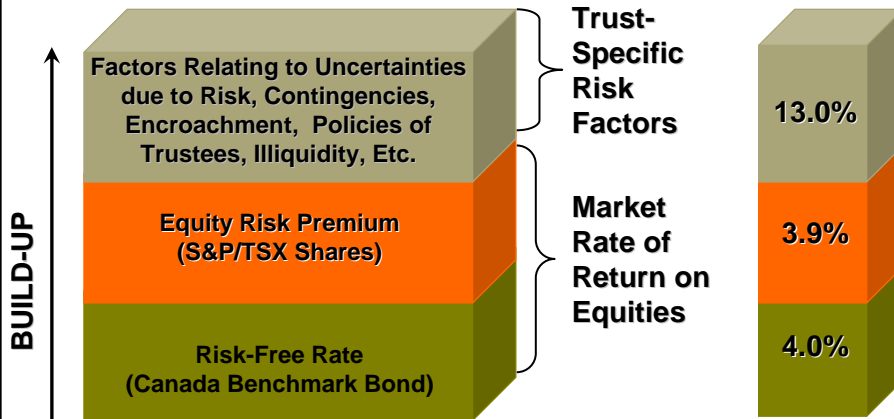 Factors Relating to Uncertainties
due to Risk, Contingencies,
Encroachment, Policies of
Trustees, Illiquidity, Etc.
Trust-
Specific
Risk
Factors
13.0%
BUILD-UP
Equity Risk Premium
(S&P/TSX Shares)
Market
Rate of
Return on
Equities
3.9%
Risk-Free Rate
(Canada Benchmark Bond)
4.0%